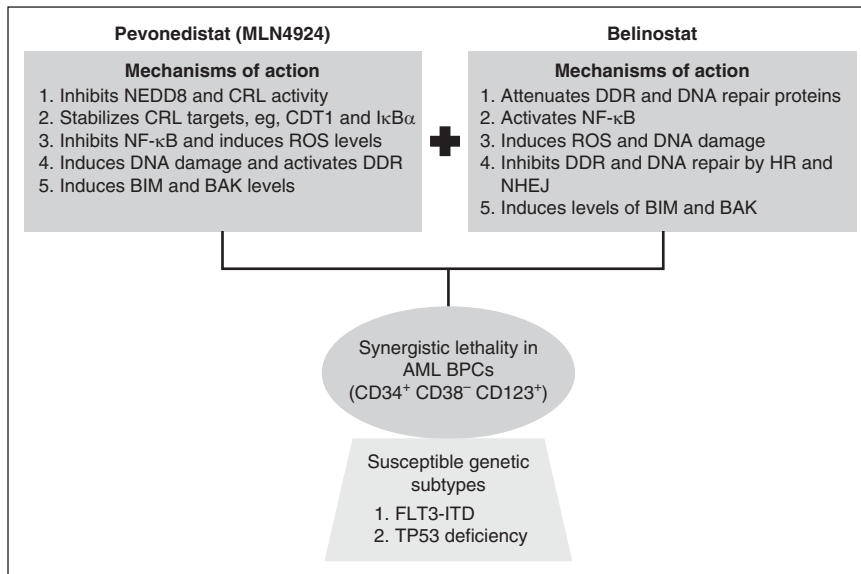 Pevonedistat (MLN4924)
Mechanisms of action
1. Inhibits NEDD8 and CRL activity
2. Stabilizes CRL targets, eg, CDT1 and IκBα
3. Inhibits NF-κB and induces ROS levels
4. Induces DNA damage and activates DDR
5. Induces BIM and BAK levels
Belinostat
Mechanisms of action
1. Attenuates DDR and DNA repair proteins
2. Activates NF-κB
3. Induces ROS and DNA damage
4. Inhibits DDR and DNA repair by HR and
NHEJ
5. Induces levels of BIM and BAK
Synergistic lethality in
AML BPCs
(CD34⁺ CD38⁻ CD123⁺)
Susceptible genetic
subtypes
1. FLT3-ITD
2. TP53 deficiency